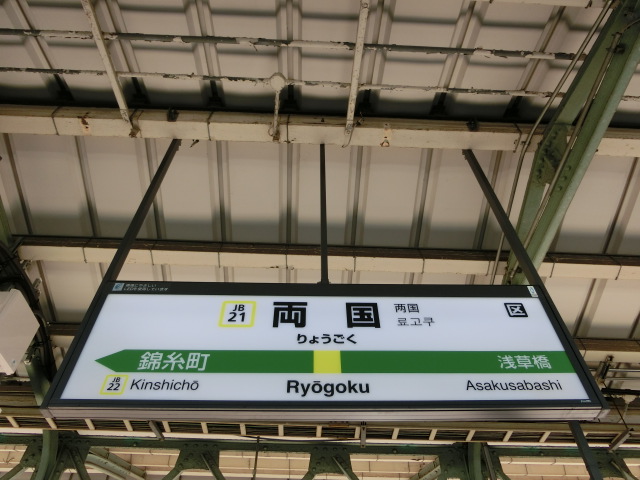 JB
21
両国
两国
료고쿠
区
りょうごく
錦糸町
浅草橋
JB
22
Kinshichō
Ryōgoku
Asakusabashi